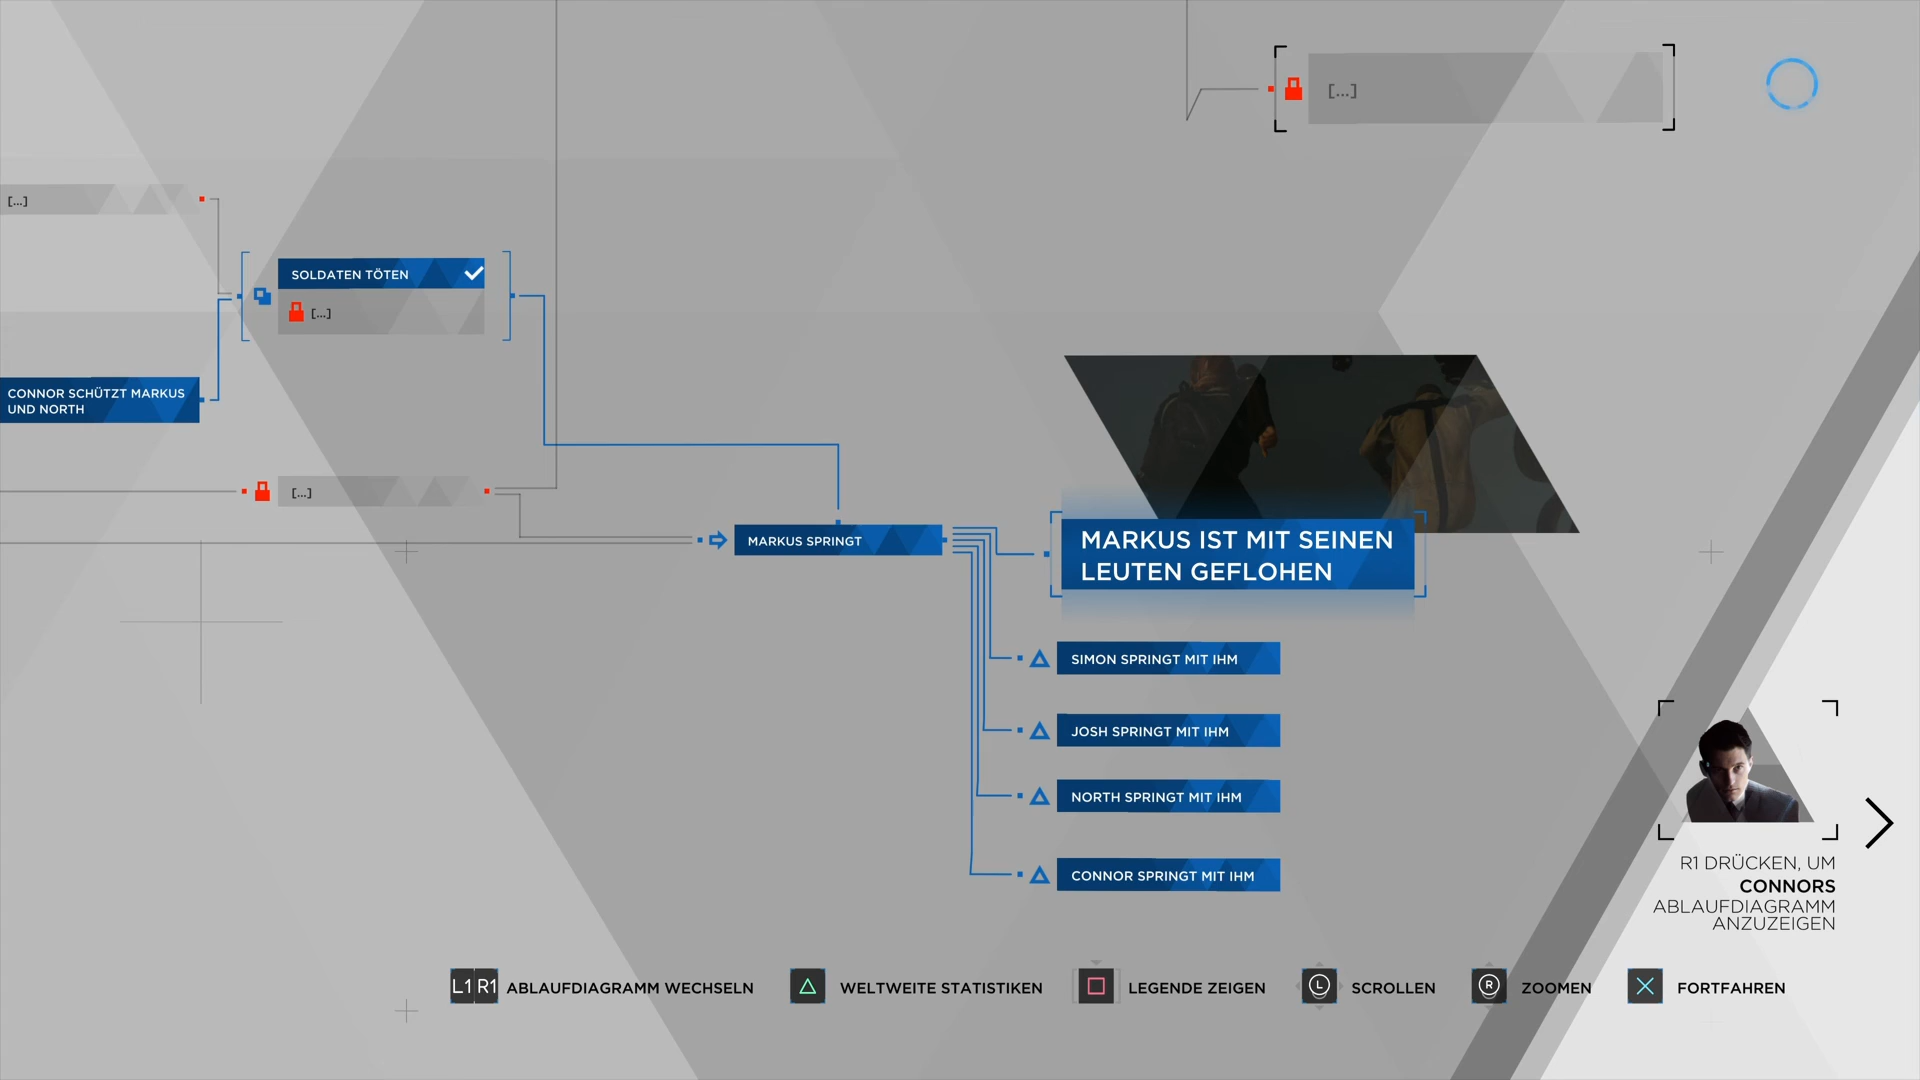 [...]
[...]
SOLDATEN TÖTEN
[...]
CONNOR SCHÜTZT MARKUS
UND NORTH
[...]
MARKUS SPRINGT
MARKUS IST MIT SEINEN
LEUTEN GEFLOHEN
SIMON SPRINGT MIT IHM
JOSH SPRINGT MIT IHM
NORTH SPRINGT MIT IHM
CONNOR SPRINGT MIT IHM
R1 DRÜCKEN, UM
CONNORS
ABLAUFDIAGRAMM
ANZUZEIGEN
L1 R1 ABLAUFDIAGRAMM WECHSELN WELTWEITE STATISTIKEN LEGENDE ZEIGEN L SCROLLEN R ZOOMEN FORTFAHREN